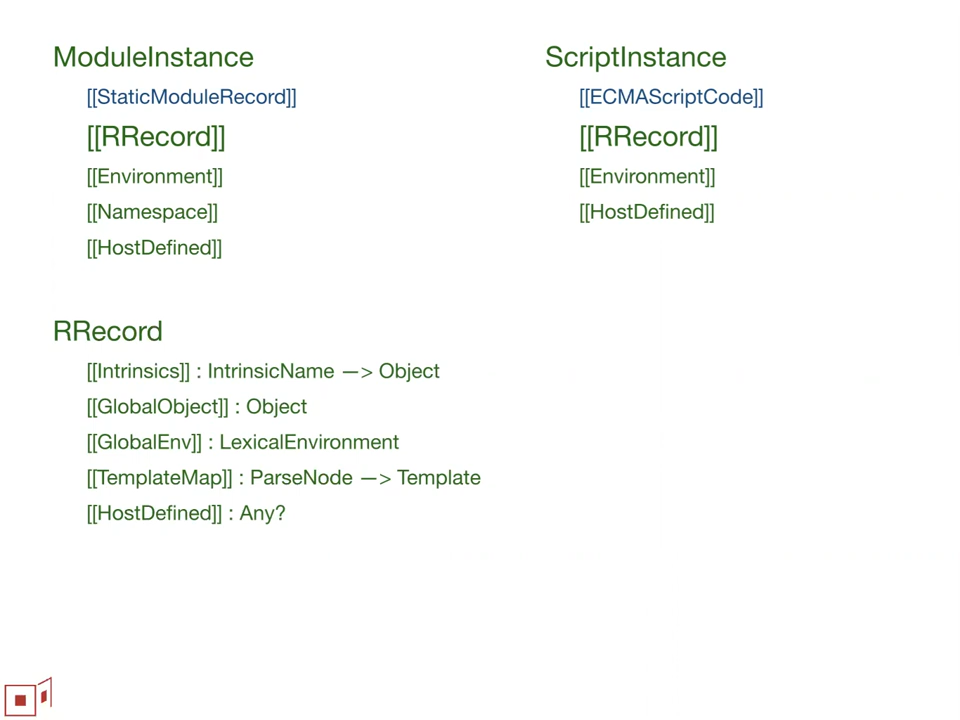 ModuleInstance
[[StaticModuleRecord]]
[[RRecord]]
[[Environment]]
[[Namespace]]
[[HostDefined]]
ScriptInstance
[[ECMAScriptCode]]
[[RRecord]]
[[Environment]]
[[HostDefined]]
RRecord
[[Intrinsics]] : IntrinsicName —> Object
[[GlobalObject]] : Object
[[GlobalEnv]] : LexicalEnvironment
[[TemplateMap]] : ParseNode —> Template
[[HostDefined]] : Any?